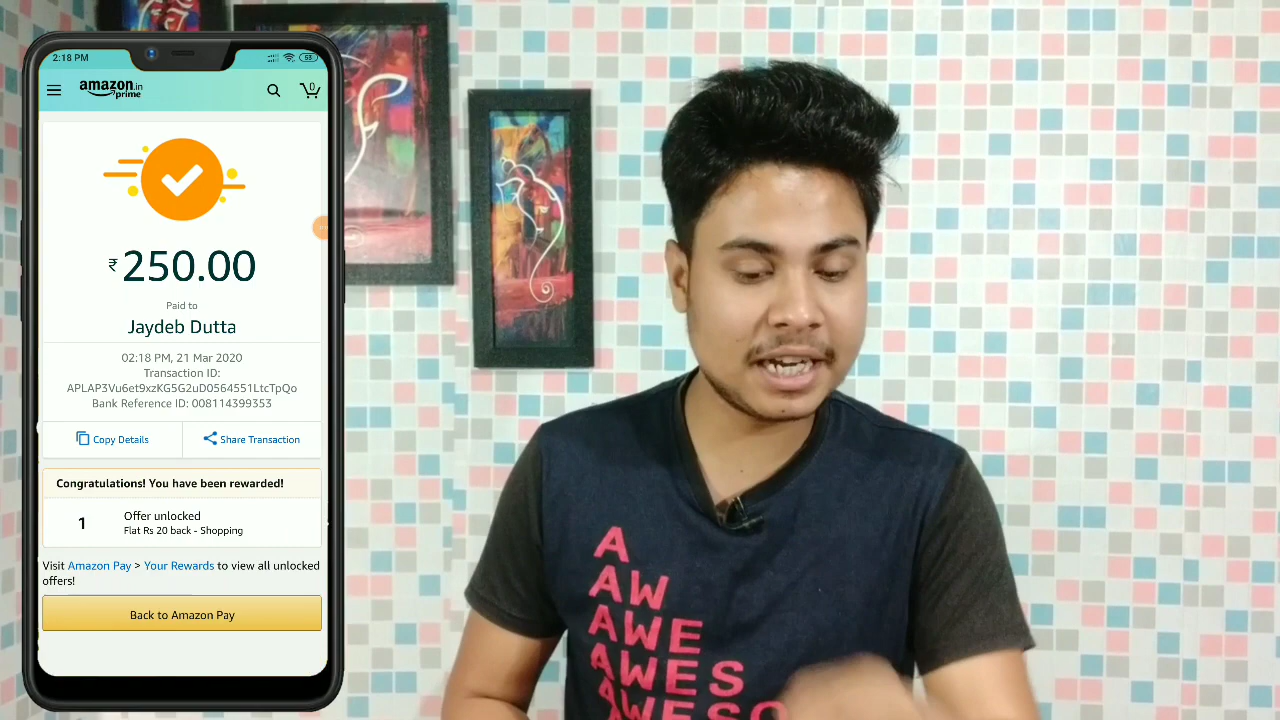 2:18 PM
53
amazon.in
prime
0
₹250.00
Paid to
Jaydeb Dutta
02:18 PM, 21 Mar 2020
Transaction ID:
APLAP3Vu6et9xzKG5G2uD0564551LtcTpQo
Bank Reference ID: 008114399353
Copy Details
Share Transaction
Congratulations! You have been rewarded!
1
Offer unlocked
Flat Rs 20 back - Shopping
Visit Amazon Pay > Your Rewards to view all unlocked
offers!
Back to Amazon Pay
A
AW
AWE
AWES
AWESO